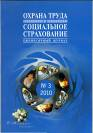 ОХРАНА ТРУДА
И
СОЦИАЛЬНОЕ
СТРАХОВАНИЕ
№ 3
2010